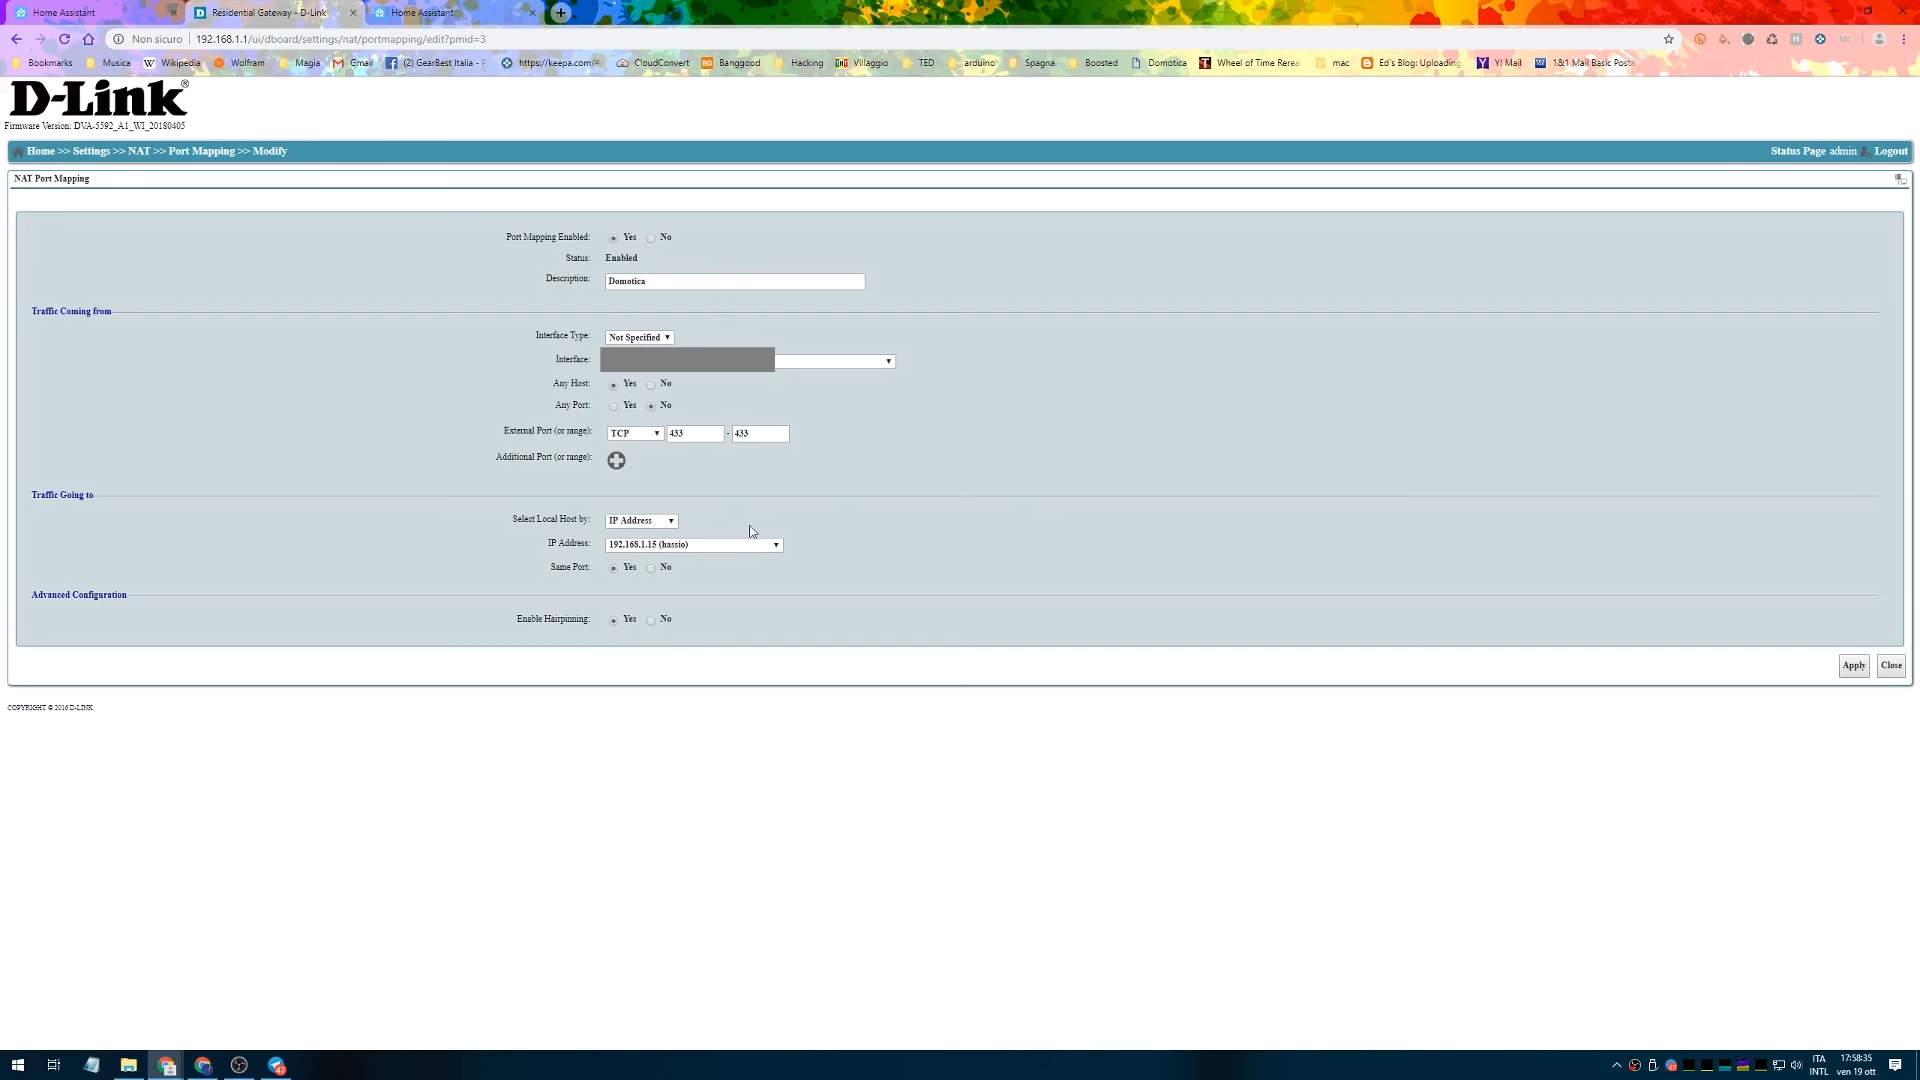 Home Assistant
Residential Gateway - D-Link
Home Assistant
Non sicuro 192.168.1.1/ui/dboard/settings/nat/portmapping/edit?pmid=3
Bookmarks Musica Wikipedia Wolfram Magia Gmail (2) GearBest Italia - P https://keepa.com/# CloudConvert Banggood Hacking Villaggio TED arduino Spagna Boosted Domotica Wheel of Time Rerea mac Ed's Blog: Uploading Y! Mail 1&1 Mail Basic Posta
D-Link®
Firmware Version: DVA-5592_A1_WI_20180405
Home >> Settings >> NAT >> Port Mapping >> Modify
Status Page admin Logout
NAT Port Mapping
Port Mapping Enabled: Yes No
Status: Enabled
Description: Domotica
Traffic Coming from
Interface Type: Not Specified
Interface:
Any Host: Yes No
Any Port: Yes No
External Port (or range): TCP 433 - 433
Additional Port (or range):
Traffic Going to
Select Local Host by: IP Address
IP Address: 192.168.1.15 (hassio)
Same Port: Yes No
Advanced Configuration
Enable Hairpinning: Yes No
Apply Close
COPYRIGHT © 2016 D-LINK
ITA
INTL
17:58:35
ven 19 ott